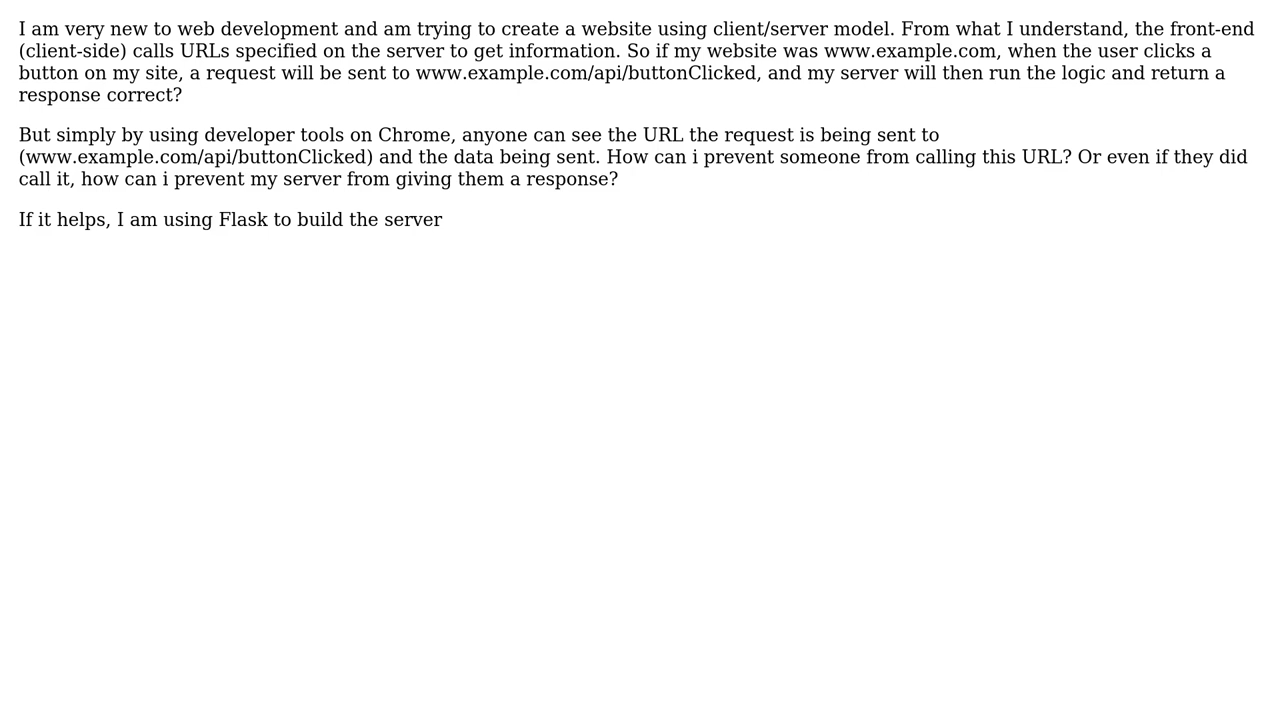 I am very new to web development and am trying to create a website using client/server model. From what I understand, the front-end
(client-side) calls URLs specified on the server to get information. So if my website was www.example.com, when the user clicks a
button on my site, a request will be sent to www.example.com/api/buttonClicked, and my server will then run the logic and return a
response correct?
But simply by using developer tools on Chrome, anyone can see the URL the request is being sent to
(www.example.com/api/buttonClicked) and the data being sent. How can i prevent someone from calling this URL? Or even if they did
call it, how can i prevent my server from giving them a response?
If it helps, I am using Flask to build the server